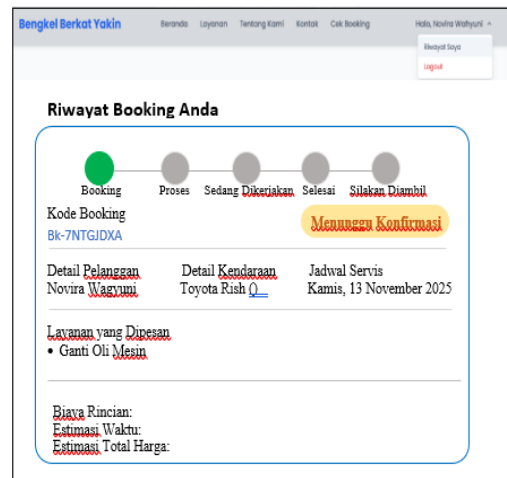 Bengkel Berkat Yakin Beranda Layanan Tentang Kami Kontak Cek Booking Halo, Novira Wahyuni
Riwayat Saya
Logout
Riwayat Booking Anda
Booking Proses Sedang Dikerjakan Selesai Silakan Diambil
Kode Booking
Menunggu Konfirmasi
Bk-7NTGJDXA
Detail Pelanggan Detail Kendaraan Jadwal Servis
Novira Wagyuni Toyota Rish () Kamis, 13 November 2025
Layanan yang Dipesan
• Ganti Oli Mesin
Biaya Rincian:
Estimasi Waktu:
Estimasi Total Harga: